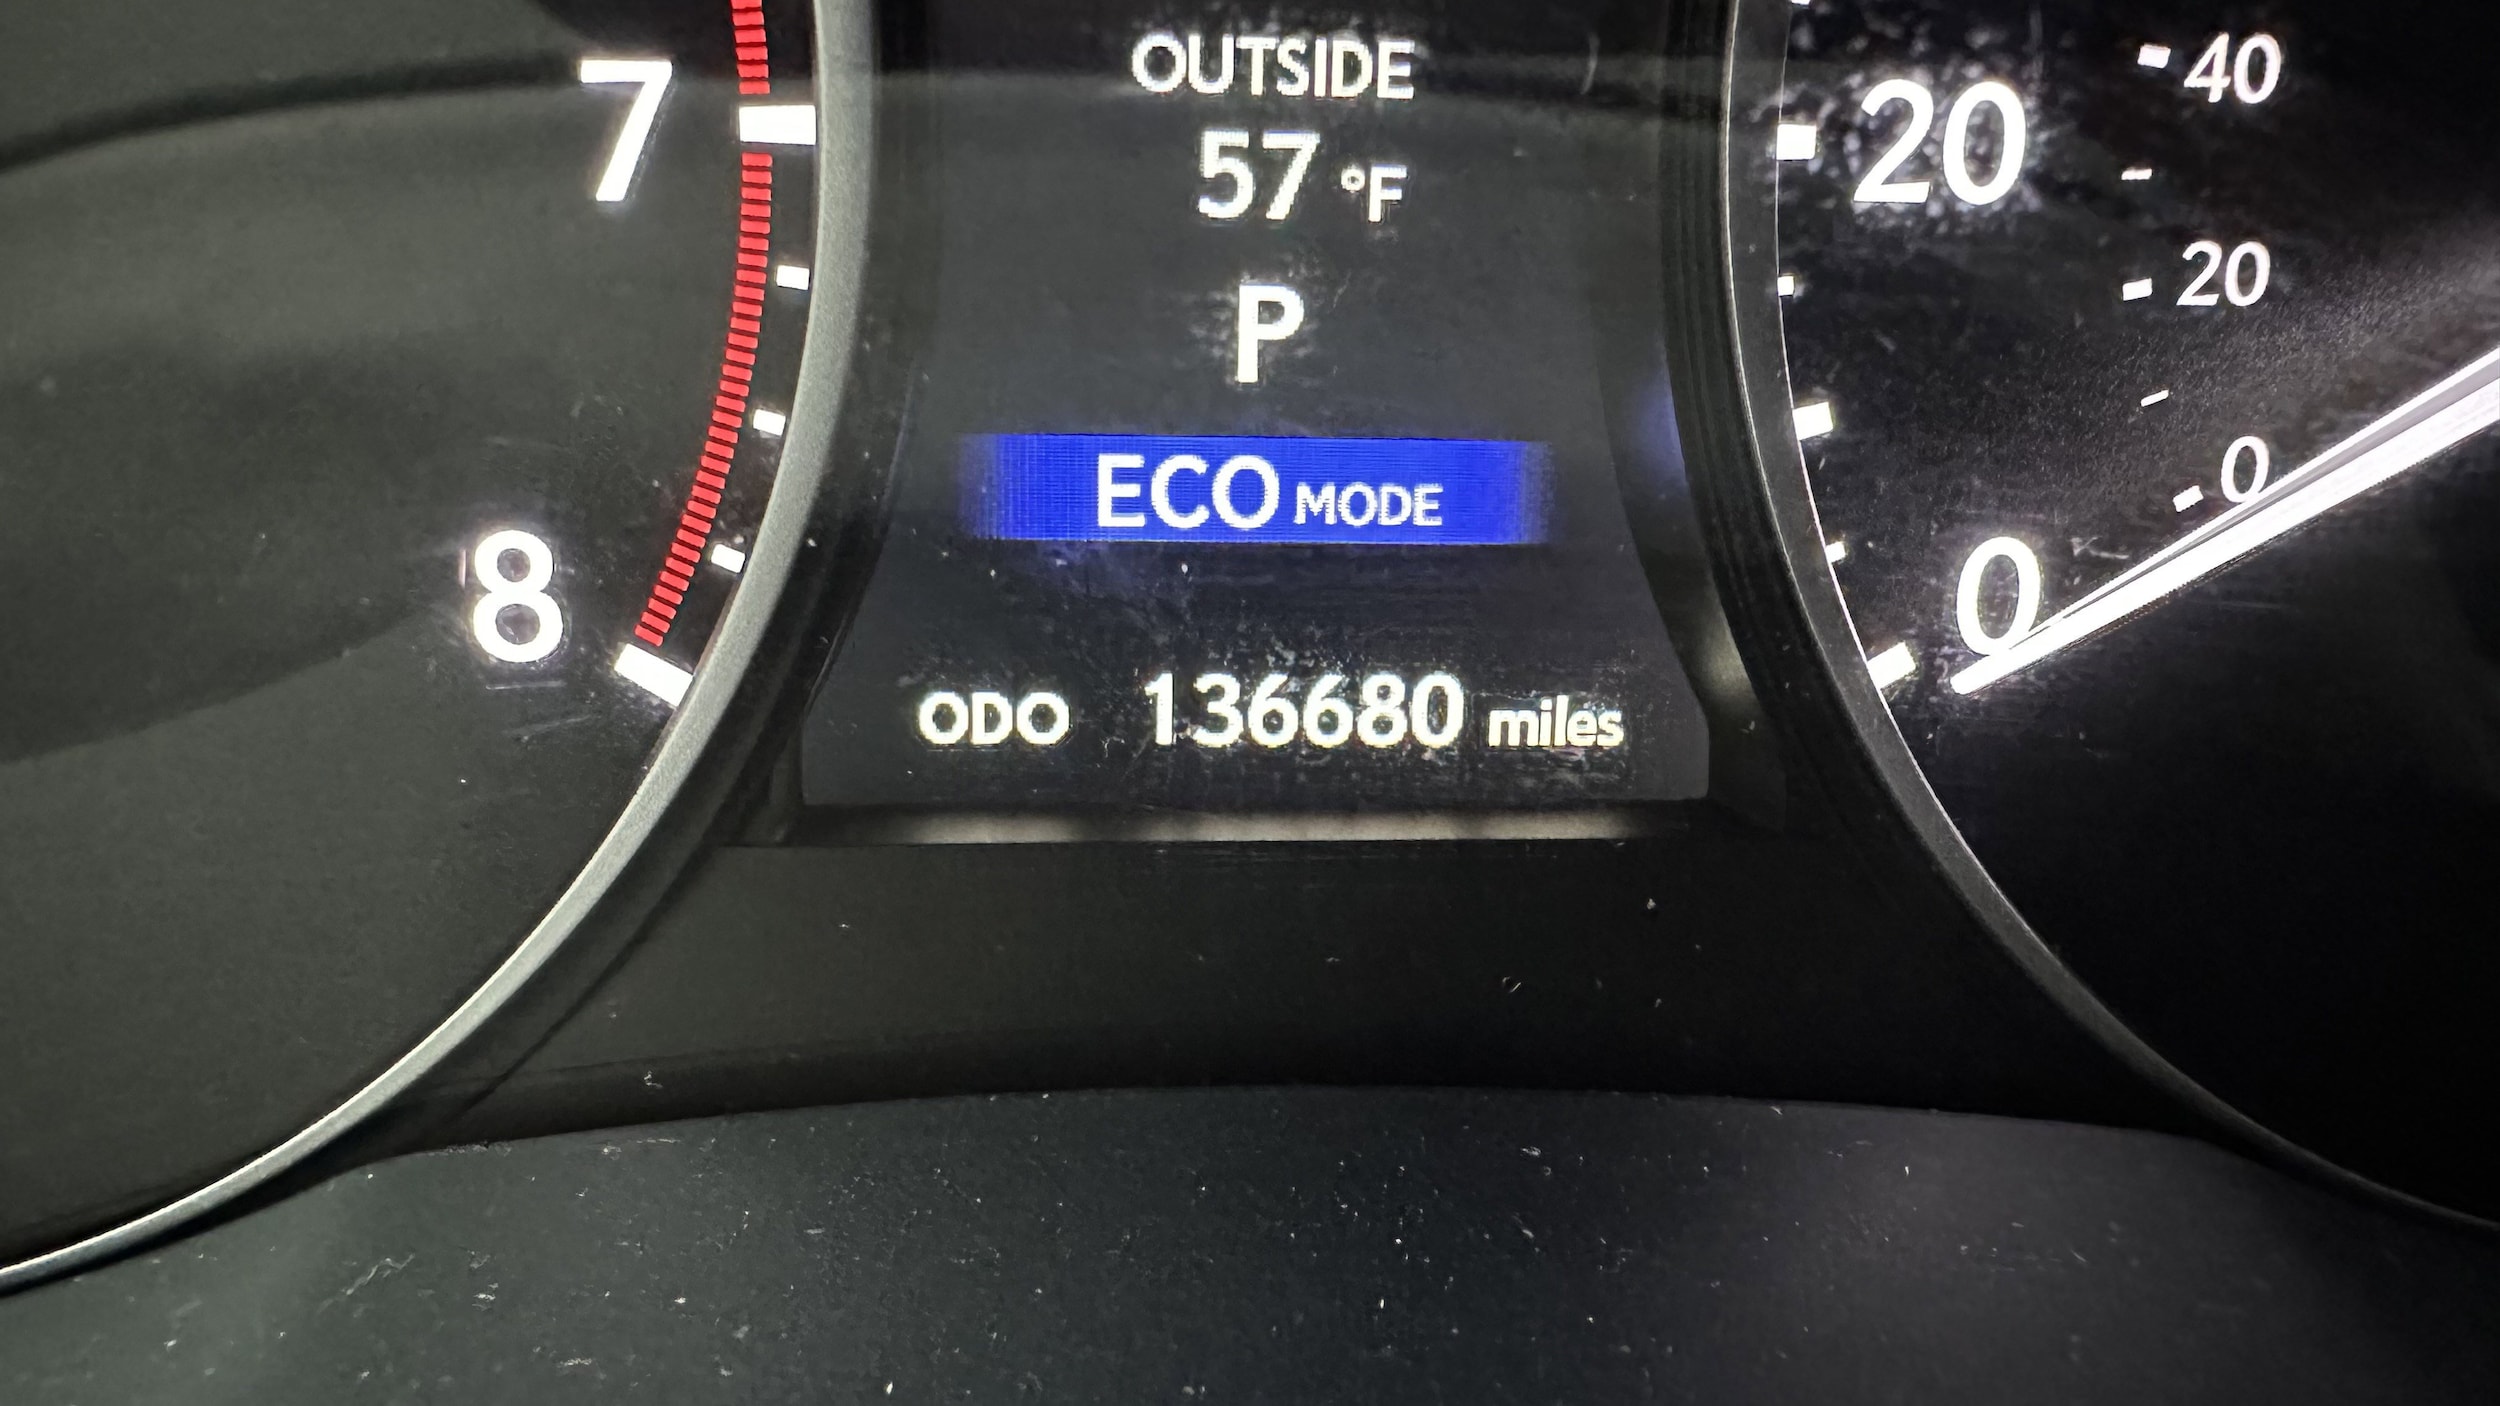 OUTSIDE
57 °F
P
ECO MODE
ODO 136680 miles
7
8
20
0
40
20
0